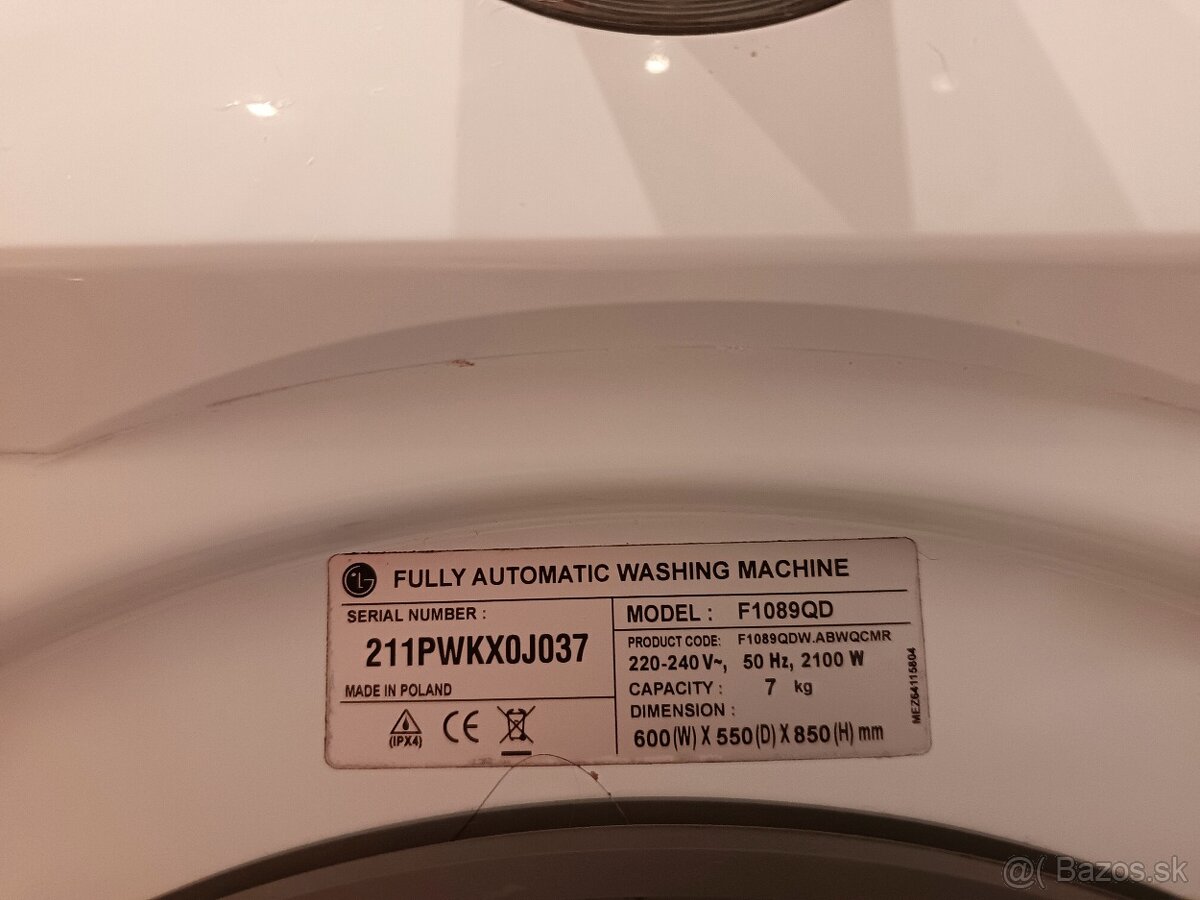 LG FULLY AUTOMATIC WASHING MACHINE
SERIAL NUMBER :
211PWKX0J037
MADE IN POLAND
(IPX4) CE
MODEL : F1089QD
PRODUCT CODE: F1089QDW.ABWQCMR
220-240 V~, 50 Hz, 2100 W
CAPACITY : 7 kg
DIMENSION :
600 (W) X 550 (D) X 850 (H) mm
MEZ64115804
@( Bazos.sk